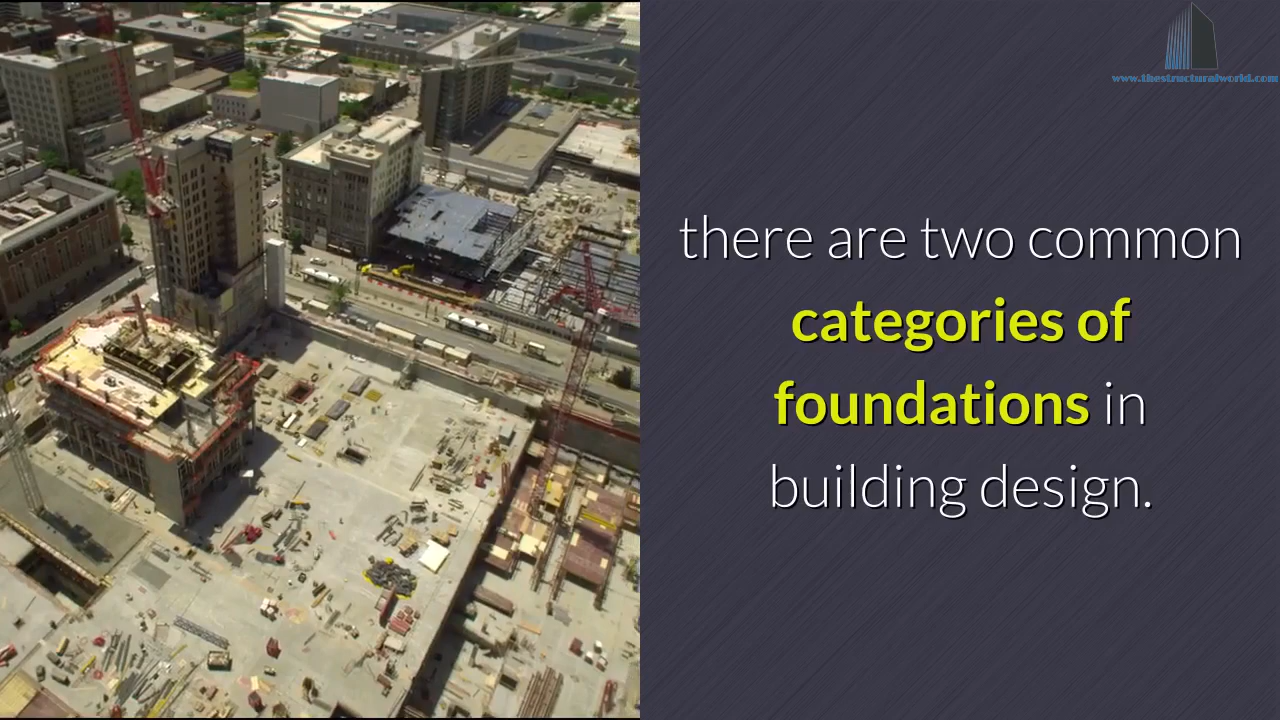 www.thestructuralworld.com
there are two common
categories of
foundations in
building design.